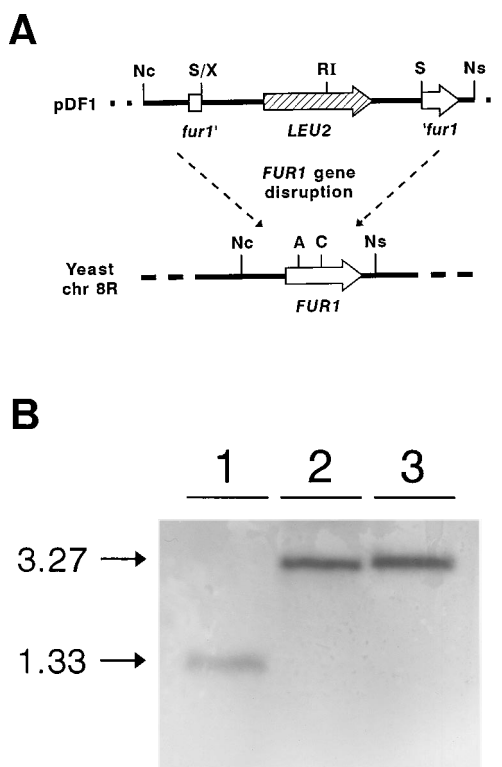 A
Nc S/X RI S Ns
pDF1
fur1' LEU2 'fur1
FUR1 gene
disruption
Nc A C Ns
Yeast
chr 8R
FUR1
B
1 2 3
3.27
1.33